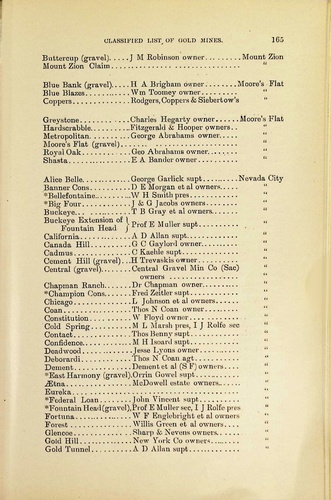 CLASSIFIED LIST OF GOLD MINES. 165
Buttercup (gravel).....J M Robinson owner..........Mount Zion
Mount Zion Claim..............................
Blue Bank (gravel).....H A Brigham owner.......Moore's Flat
Blue Blazes............Wm Toomey owner........... "
Coppers................Rodgers, Coppers & Siebertow's "
Greystone..............Charles Hegarty owner......Moore's Flat
Hardscrabble...........Fitzgerald & Hooper owners.. "
Metropolitan...........George Abrahams owner...... "
Moore's Flat (gravel)......................... "
Royal Oak..............Geo Abrahams owner......... "
Shasta.................E A Bander owner........... "
Alice Belle............George Garlick supt........Nevada City
Banner Cons............D E Morgan et al owners.... "
*Bellefontaine.........W H Smith pres............. "
*Big Four..............J & G Jacobs owners........ "
Buckeye................T B Gray et al owners...... "
Buckeye Extension of } Prof E Muller supt......... "
Fountain Head
California.............A D Allan supt............. "
Canada Hill............G C Gaylord owner.......... "
Cadmus.................C Kaehle supt.............. "
Cement Hill (gravel)...H Trevaskis owner.......... "
Central (gravel).......Central Gravel Min Co (Sac)
owners ............. "
Chapman Ranch..........Dr Chapman owner........... "
*Champion Cons.........Fred Zeitler supt.......... "
Chicago................L Johnson et al owners..... "
Coan...................Thos N Coan owner.......... "
Constitution...........W Floyd owner.............. "
Cold Spring............M L Marsh pres, I J Rolfe sec "
Contact................Thos Benny supt............ "
Confidence.............M H Isoard supt............ "
Deadwood...............Jesse Lyons owner.......... "
Deborardi..............Thos N Coan agt............ "
Dement.................Dement et al (S F) owners.. "
*East Harmony (gravel).Orrin Gowel supt........... "
Ætna...................McDowell estate owners..... "
Eureka........................................ "
*Federal Loan..........John Vincent supt.......... "
*Fountain Head(gravel).Prof E Muller sec, I J Rolfe pres "
Fortuna................W F Englebright et al owners "
Forest.................Willis Green et al owners.. "
Glencoe................Sharp & Nevens owners...... "
Gold Hill..............New York Co owners......... "
Gold Tunnel............A D Allan supt............. "